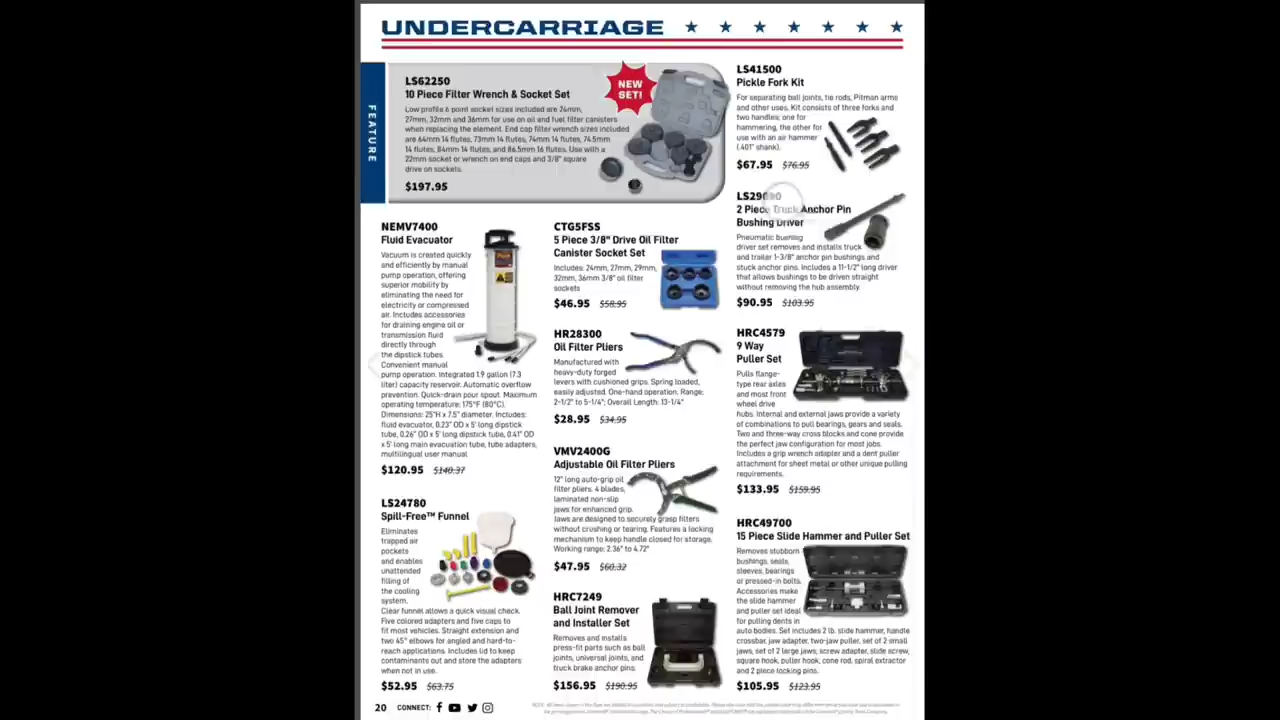 UNDERCARRIAGE
FEATURE
LS62250
10 Piece Filter Wrench & Socket Set
NEW
SET!
Low profile 6 point socket sizes included are 24mm,
27mm, 32mm and 36mm for use on oil and fuel filter canisters
when replacing the element. End cap filter wrench sizes included
are 64mm 14 flutes, 73mm 14 flutes, 74mm 14 flutes, 74.5mm
14 flutes, 84mm 14 flutes, and 86.5mm 16 flutes. Use with a
22mm socket or wrench on end caps and 3/8" square
drive on sockets.
$197.95
NEMV7400
Fluid Evacuator
Vacuum is created quickly
and efficiently by manual
pump operation, offering
superior mobility by
eliminating the need for
electricity or compressed
air. Includes accessories
for draining engine oil or
transmission fluid
directly through
the dipstick tubes.
Convenient manual
pump operation. Integrated 1.9 gallon (7.3
liter) capacity reservoir. Automatic overflow
prevention. Quick-drain pour spout. Maximum
operating temperature: 175°F (80°C).
Dimensions: 25"H x 7.5" diameter. Includes:
fluid evacuator, 0.23" OD x 5' long dipstick
tube, 0.26" OD x 5' long dipstick tube, 0.41" OD
x 5' long main evacuation tube, tube adapters,
multilingual user manual.
$120.95 $140.37
LS24780
Spill-Free™ Funnel
Eliminates
trapped air
pockets
and enables
unattended
filling of
the cooling
system.
Clear funnel allows a quick visual check.
Five colored adapters and five caps to
fit most vehicles. Straight extension and
two 45° elbows for angled and hard-to-
reach applications. Includes lid to keep
contaminants out and store the adapters
when not in use.
$52.95 $63.75
CTG5FSS
5 Piece 3/8" Drive Oil Filter
Canister Socket Set
Includes: 24mm, 27mm, 29mm,
32mm, 36mm 3/8" oil filter
sockets
$46.95 $58.95
HR28300
Oil Filter Pliers
Manufactured with
heavy-duty forged
levers with cushioned grips. Spring loaded,
easily adjusted. One-hand operation. Range:
2-1/2" to 5-1/4"; Overall Length: 13-1/4"
$28.95 $34.95
VMV2400G
Adjustable Oil Filter Pliers
12" long auto-grip oil
filter pliers. 4 blades,
laminated non-slip
jaws for enhanced grip.
Jaws are designed to securely grasp filters
without crushing or tearing. Features a locking
mechanism to keep handle closed for storage.
Working range: 2.36" to 4.72"
$47.95 $60.32
HRC7249
Ball Joint Remover
and Installer Set
Removes and installs
press-fit parts such as ball
joints, universal joints, and
truck brake anchor pins.
$156.95 $190.95
LS41500
Pickle Fork Kit
For separating ball joints, tie rods, Pitman arms
and other uses. Kit consists of three forks and
two handles; one for
hammering, the other for
use with an air hammer
(.401" shank).
$67.95 $76.95
2 Piece Truck Anchor Pin
Bushing Driver
Pneumatic bushing
driver set removes and installs truck
and trailer 1-3/8" anchor pin bushings and
stuck anchor pins. Includes a 11-1/2" long driver
that allows bushings to be driven straight
without removing the hub assembly.
$90.95 $103.95
HRC4579
9 Way
Puller Set
Pulls flange-
type rear axles
and most front
wheel drive
hubs. Internal and external jaws provide a variety
of combinations to pull bearings, gears and seals.
Two and three-way cross blocks and cone provide
the perfect jaw configuration for most jobs.
Includes a grip wrench adapter and a dent puller
attachment for sheet metal or other unique pulling
requirements.
$133.95 $159.95
HRC49700
15 Piece Slide Hammer and Puller Set
Removes stubborn
bushings, seals,
sleeves, bearings
or pressed-in bolts.
Accessories make
the slide hammer
and puller set ideal
for pulling dents in
auto bodies. Set includes 2 lb. slide hammer, handle
crossbar, jaw adapter, two-jaw puller, set of 2 small
jaws, set of 2 large jaws, screw adapter, slide screw,
square hook, puller hook, cone rod, spiral extractor
and 2 piece locking pins.
$105.95 $123.95
20 CONNECT: